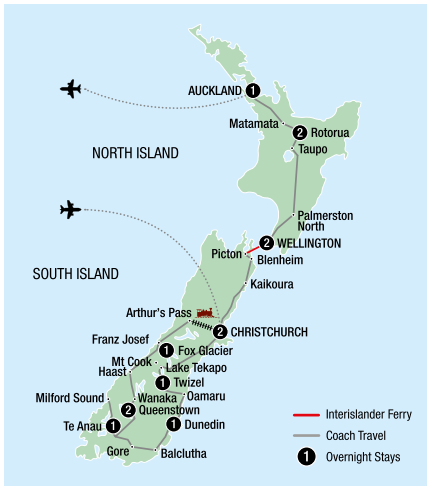 AUCKLAND 1
Matamata
2 Rotorua
Taupo
NORTH ISLAND
Palmerston
North
2 WELLINGTON
Picton
Blenheim
SOUTH ISLAND
Kaikoura
Arthur's Pass
2 CHRISTCHURCH
Franz Josef
1 Fox Glacier
Mt Cook
Lake Tekapo
Haast
1 Twizel
Milford Sound
Wanaka
Oamaru
2 Queenstown
Te Anau 1
1 Dunedin
Gore
Balclutha
Interislander Ferry
Coach Travel
1 Overnight Stays